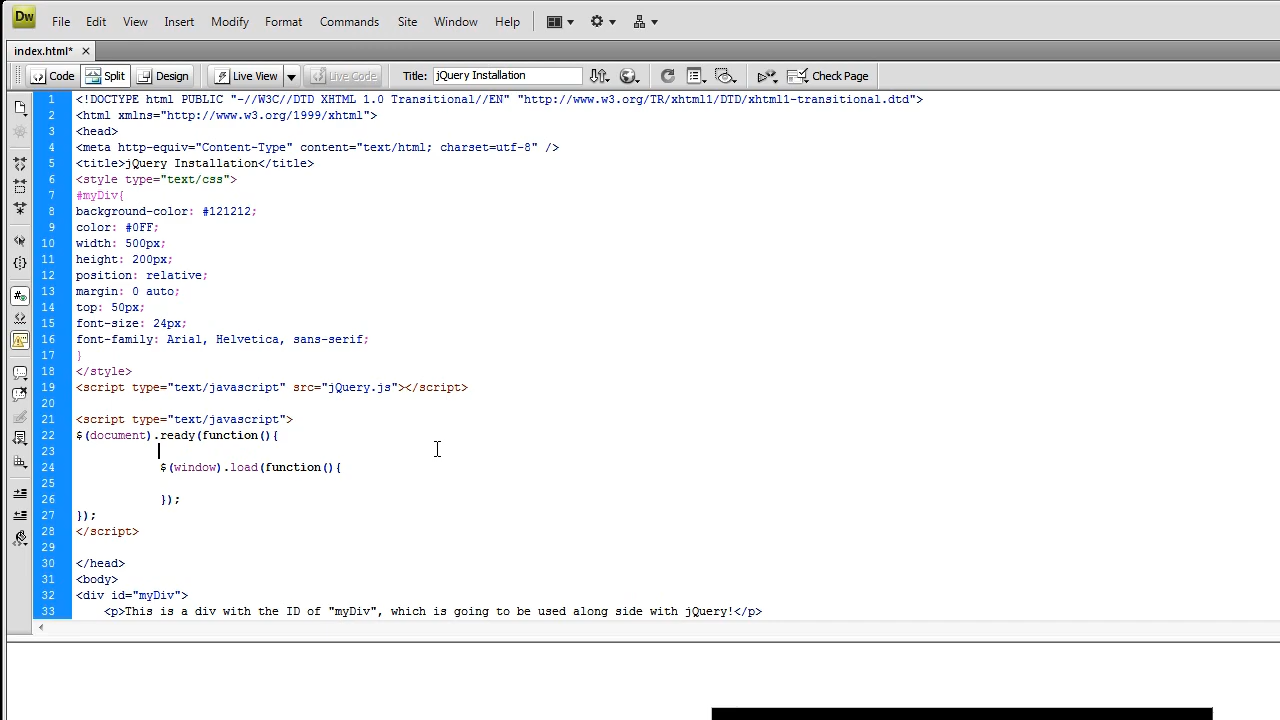 Dw File Edit View Insert Modify Format Commands Site Window Help
index.html*
Code Split Design Live View Live Code Title: jQuery Installation Check Page
1 <!DOCTYPE html PUBLIC "-//W3C//DTD XHTML 1.0 Transitional//EN" "http://www.w3.org/TR/xhtml1/DTD/xhtml1-transitional.dtd">
2 <html xmlns="http://www.w3.org/1999/xhtml">
3 <head>
4 <meta http-equiv="Content-Type" content="text/html; charset=utf-8" />
5 <title>jQuery Installation</title>
6 <style type="text/css">
7 #myDiv{
8 background-color: #121212;
9 color: #0FF;
10 width: 500px;
11 height: 200px;
12 position: relative;
13 margin: 0 auto;
14 top: 50px;
15 font-size: 24px;
16 font-family: Arial, Helvetica, sans-serif;
17 }
18 </style>
19 <script type="text/javascript" src="jQuery.js"></script>
20
21 <script type="text/javascript">
22 $(document).ready(function(){
23
24 $(window).load(function(){
25
26 });
27 });
28 </script>
29
30 </head>
31 <body>
32 <div id="myDiv">
33 <p>This is a div with the ID of "myDiv", which is going to be used along side with jQuery!</p>